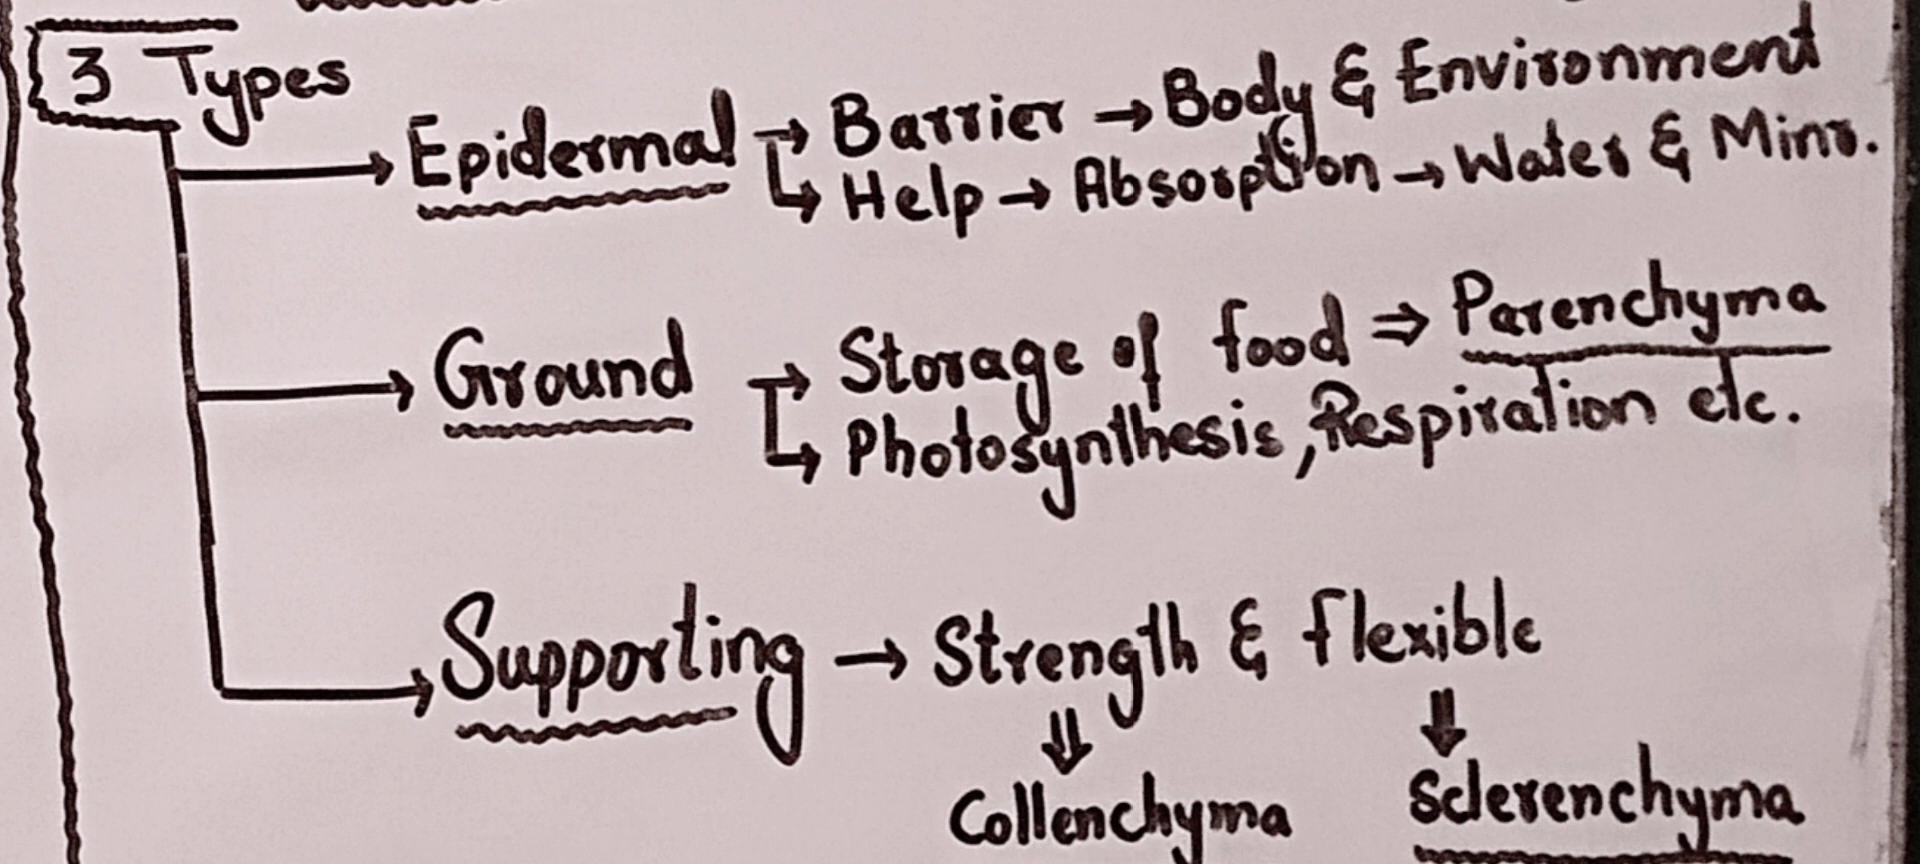 3 Types
Epidermal → Barrier → Body & Environment
↳ Help → Absorption → Water & Minr.
Ground → Storage of food ⇒ Parenchyma
↳ Photosynthesis, Respiration etc.
Supporting → Strength & flexible
⇓ ⇓
Collenchyma Sclerenchyma